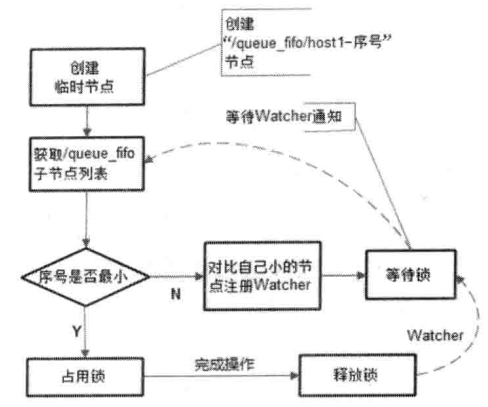 创建
“/queue_fifo/host1-序号”
节点
创建
临时节点
等待Watcher通知
获取/queue_fifo
子节点列表
序号是否最小
N
对比自己小的节
点注册Watcher
等待锁
Y
Watcher
占用锁
完成操作
释放锁